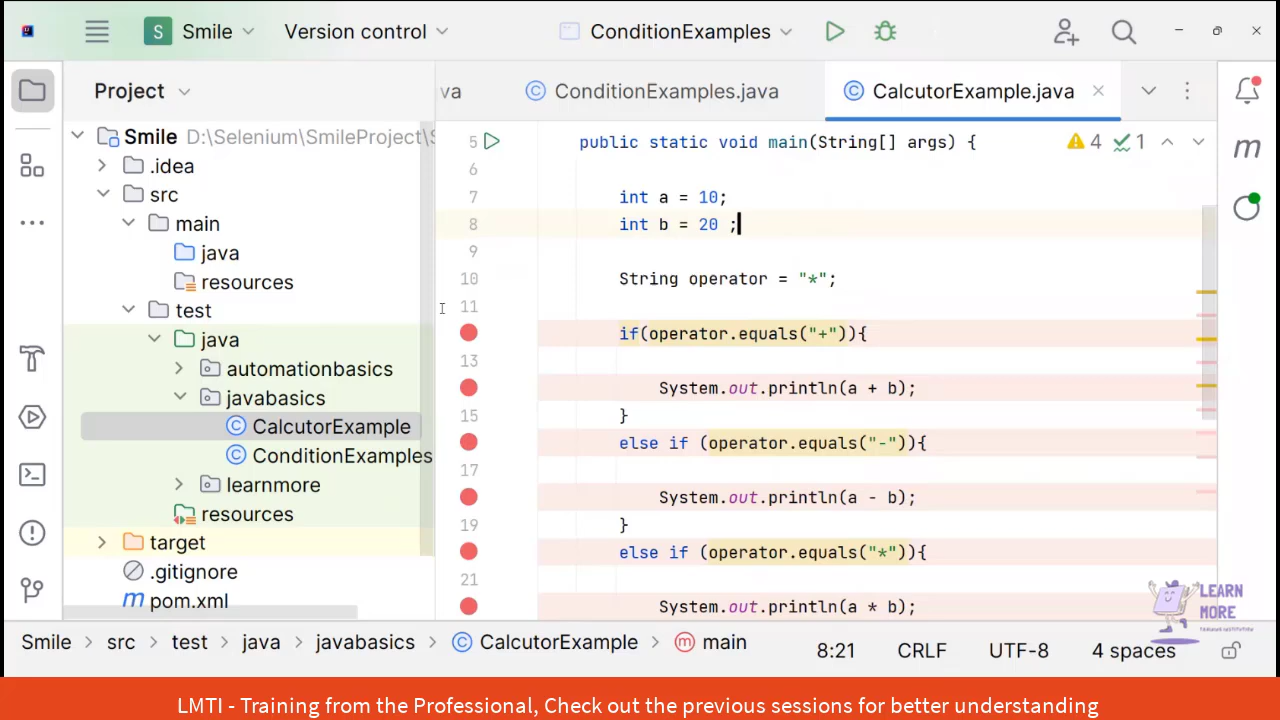 S Smile Version control ConditionExamples
Project
va ConditionExamples.java CalcutorExample.java
Smile D:\Selenium\SmileProject\S
.idea
src
main
java
resources
test
java
automationbasics
javabasics
CalcutorExample
ConditionExamples
learnmore
resources
target
.gitignore
pom.xml
5 public static void main(String[] args) { 4 1
6
7 int a = 10;
8 int b = 20 ;
9
10 String operator = "*";
11
if(operator.equals("+")){
13
System.out.println(a + b);
15 }
else if (operator.equals("-")){
17
System.out.println(a - b);
19 }
else if (operator.equals("*")){
21
System.out.println(a * b);
m
LEARN
MORE
Smile > src > test > java > javabasics > CalcutorExample > main 8:21 CRLF UTF-8 4 spaces
LMTI - Training from the Professional, Check out the previous sessions for better understanding